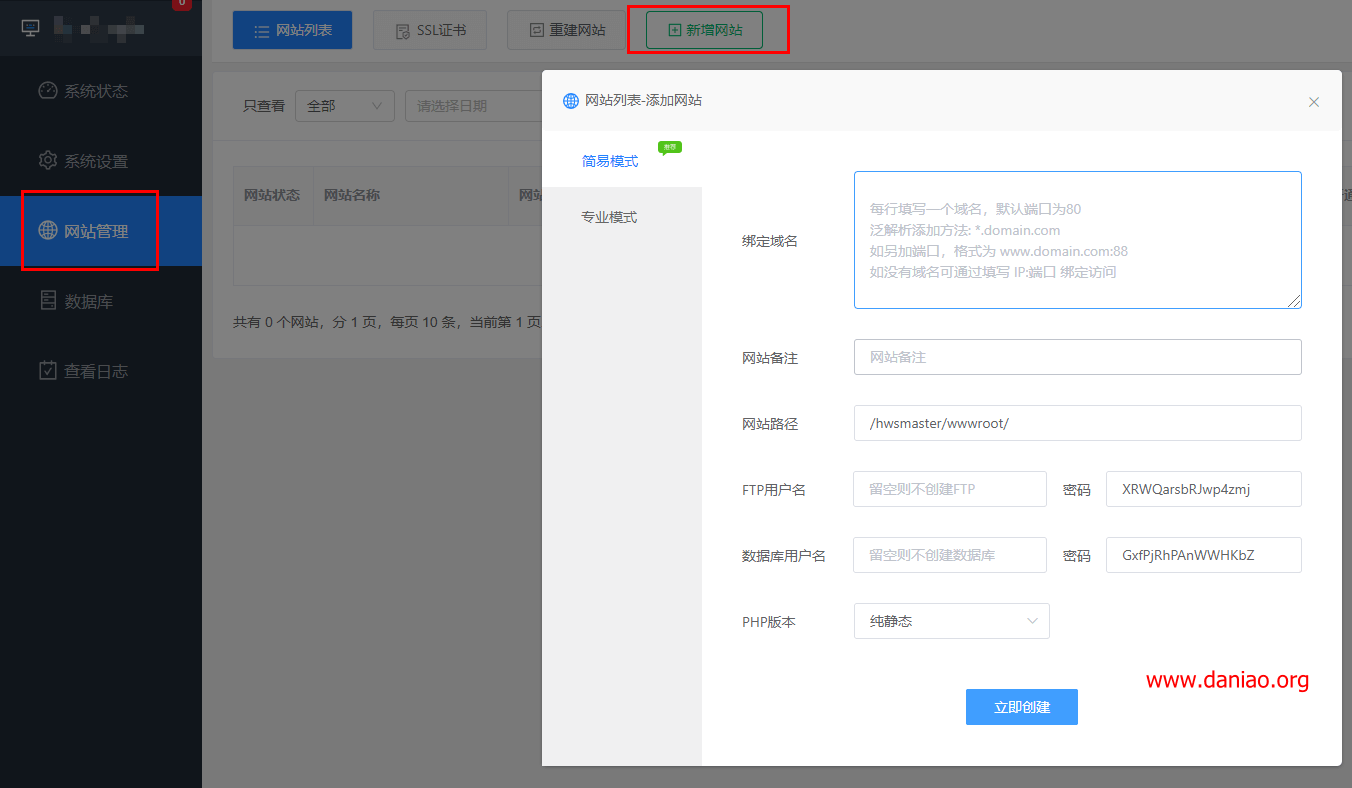 0
系统状态
系统设置
网站管理
数据库
查看日志
网站列表
SSL证书
重建网站
新增网站
只查看
全部
请选择日期
网站状态
网站名称
共有 0 个网站，分 1 页，每页 10 条，当前第 1 页
网站列表-添加网站
简易模式
推荐
专业模式
绑定域名
每行填写一个域名，默认端口为80
泛解析添加方法: *.domain.com
如另加端口，格式为 www.domain.com:88
如没有域名可通过填写 IP:端口 绑定访问
网站备注
网站备注
网站路径
/hwsmaster/wwwroot/
FTP用户名
留空则不创建FTP
密码
XRWQarsbRJwp4zmj
数据库用户名
留空则不创建数据库
密码
GxfPjRhPAnWWHKbZ
PHP版本
纯静态
www.daniao.org
立即创建